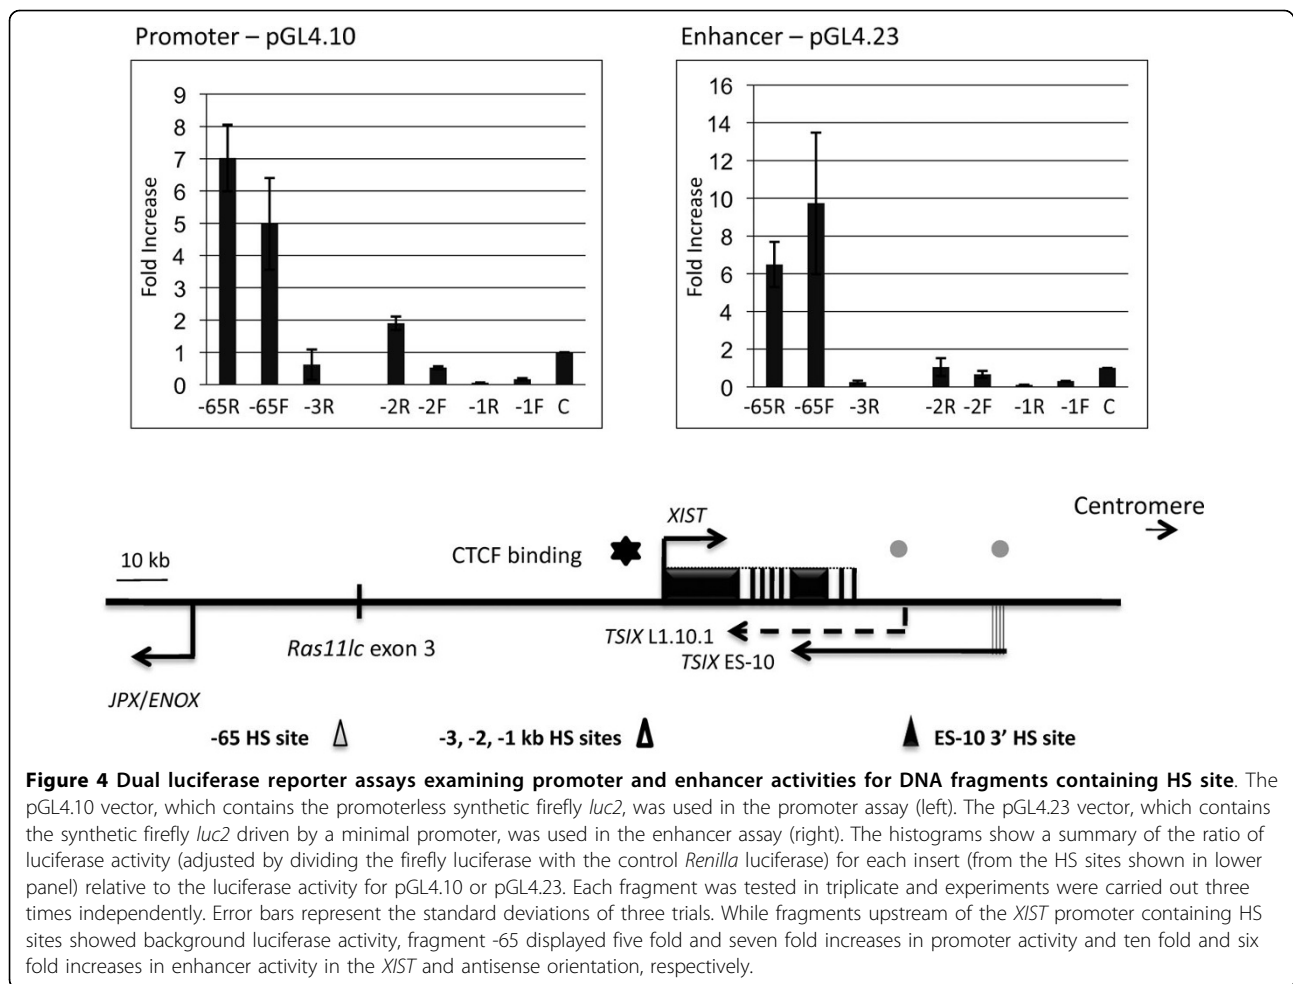 Promoter – pGL4.10
Enhancer – pGL4.23
Fold Increase
9
8
7
6
5
4
3
2
1
0
-65R -65F -3R -2R -2F -1R -1F C
Fold Increase
16
14
12
10
8
6
4
2
0
-65R -65F -3R -2R -2F -1R -1F C
Centromere
XIST
10 kb
CTCF binding
Ras11lc exon 3
TSIX L1.10.1
TSIX ES-10
JPX/ENOX
-65 HS site
-3, -2, -1 kb HS sites
ES-10 3' HS site
Figure 4 Dual luciferase reporter assays examining promoter and enhancer activities for DNA fragments containing HS site. The
pGL4.10 vector, which contains the promoterless synthetic firefly luc2, was used in the promoter assay (left). The pGL4.23 vector, which contains
the synthetic firefly luc2 driven by a minimal promoter, was used in the enhancer assay (right). The histograms show a summary of the ratio of
luciferase activity (adjusted by dividing the firefly luciferase with the control Renilla luciferase) for each insert (from the HS sites shown in lower
panel) relative to the luciferase activity for pGL4.10 or pGL4.23. Each fragment was tested in triplicate and experiments were carried out three
times independently. Error bars represent the standard deviations of three trials. While fragments upstream of the XIST promoter containing HS
sites showed background luciferase activity, fragment -65 displayed five fold and seven fold increases in promoter activity and ten fold and six
fold increases in enhancer activity in the XIST and antisense orientation, respectively.